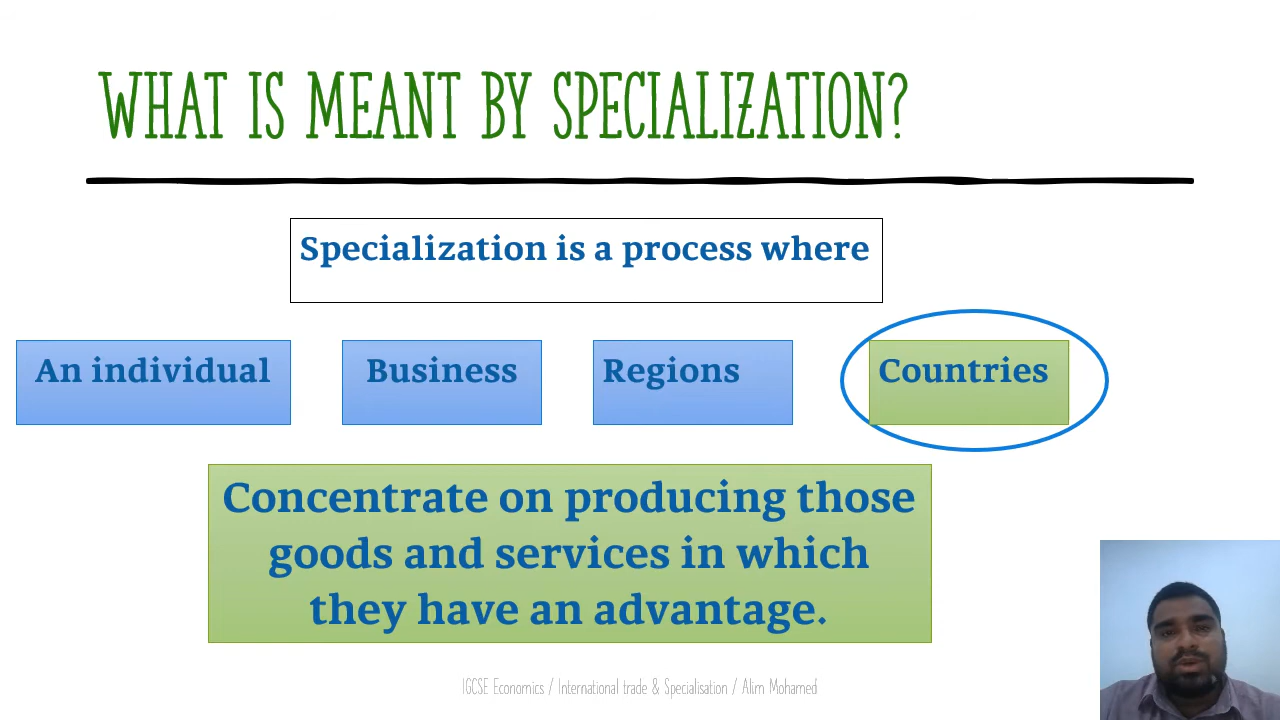 WHAT IS MEANT BY SPECIALIZATION?
Specialization is a process where
An individual
Business
Regions
Countries
Concentrate on producing those
goods and services in which
they have an advantage.
IGCSE Economics / International trade & Specialisation / Alim Mohamed